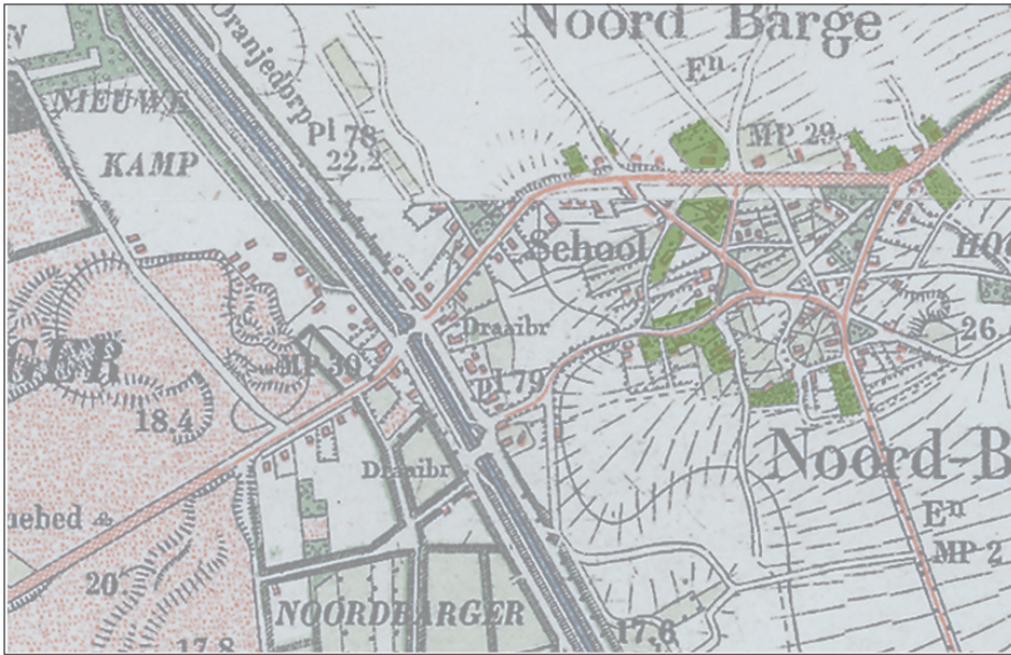 Noord Barge
Oranjedorp
Eⁿ
NIEUWE
Pl 78
22.2
MP 29
KAMP
School
Draaibr
26
MP 30
Pl 79
18.4
Draaibr
Noord-B
nehed
Eⁿ
MP 2
20
NOORDBARGER
17.6
17.8